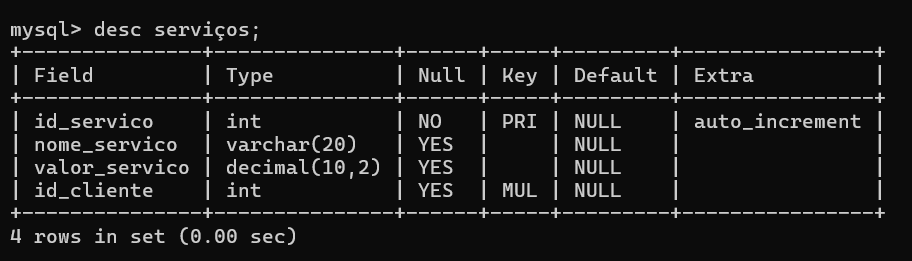 mysql> desc serviços;
+----------------+--------------+------+-----+---------+----------------+
| Field          | Type          | Null | Key | Default | Extra          |
+----------------+--------------+------+-----+---------+----------------+
| id_servico     | int           | NO   | PRI | NULL    | auto_increment |
| nome_servico   | varchar(20)   | YES  |     | NULL    |                |
| valor_servico  | decimal(10,2) | YES  |     | NULL    |                |
| id_cliente     | int           | YES  | MUL | NULL    |                |
+----------------+--------------+------+-----+---------+----------------+
4 rows in set (0.00 sec)